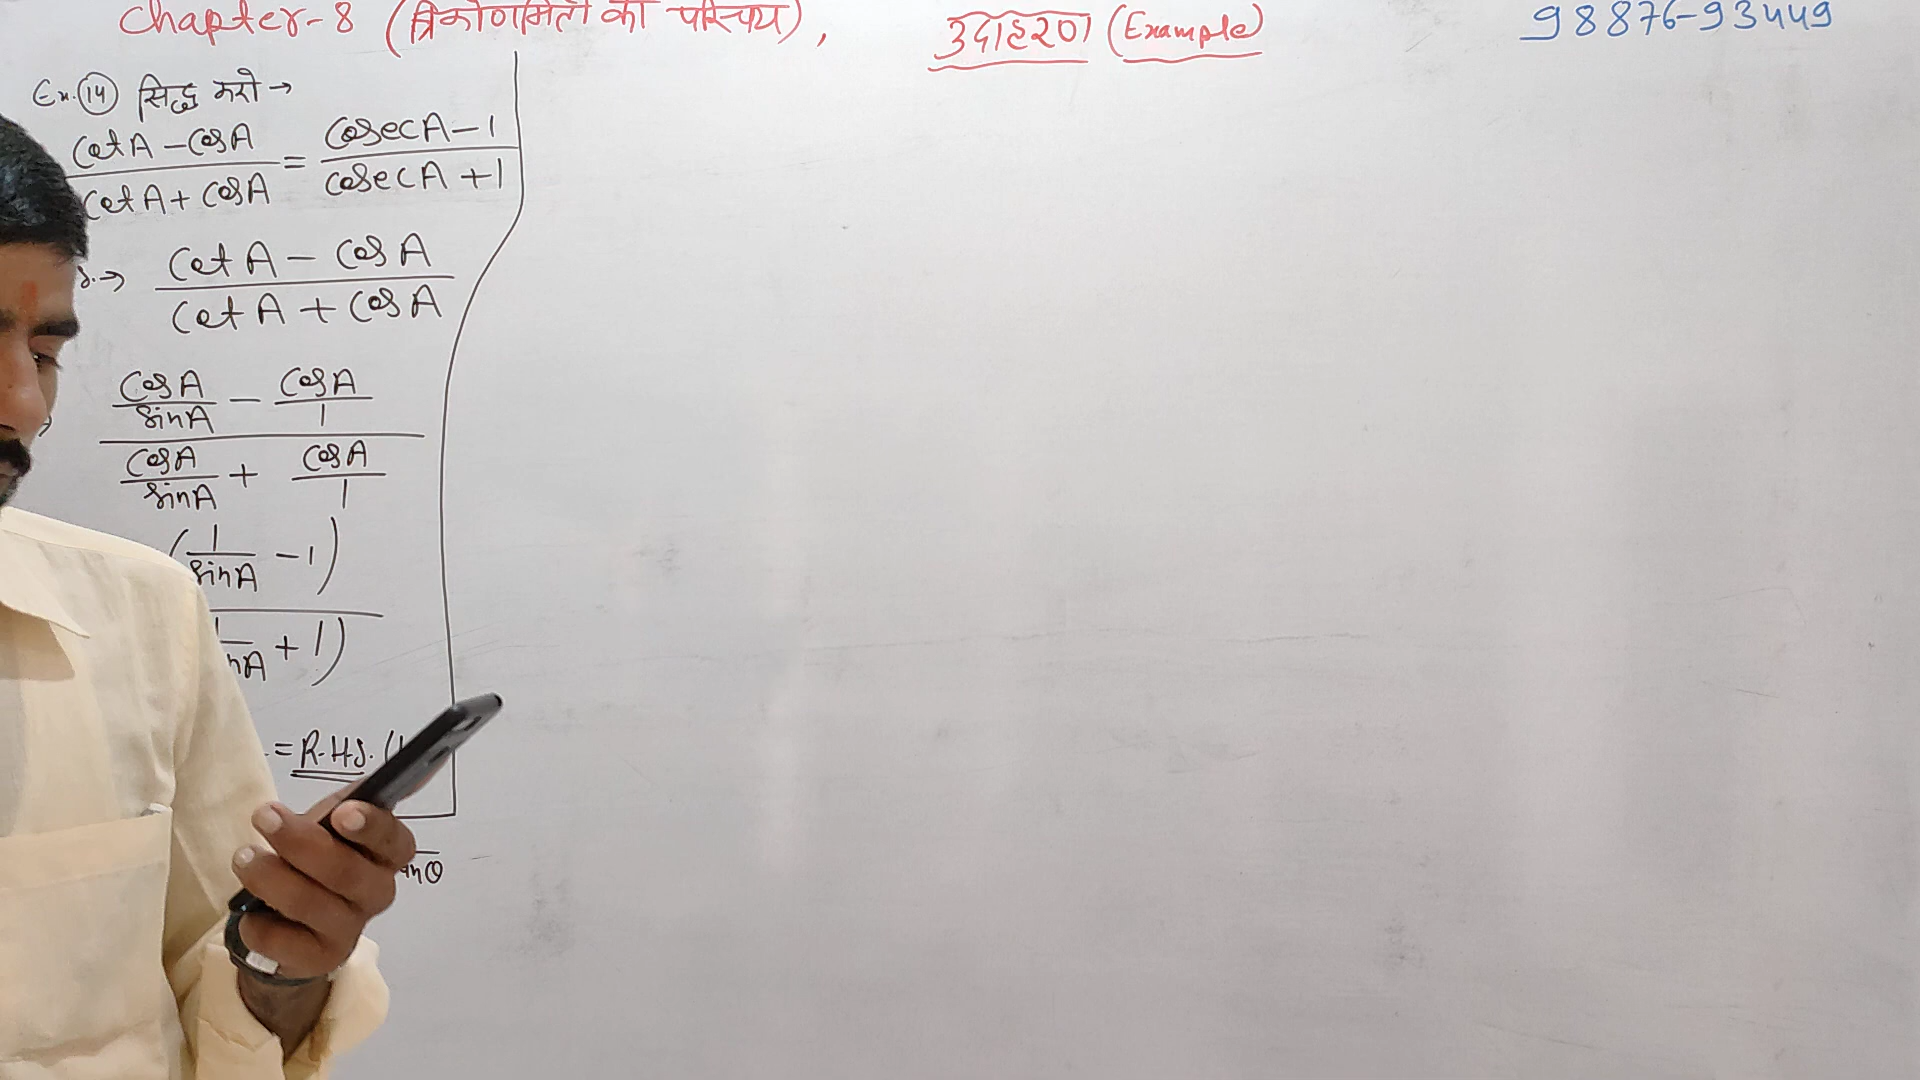 Chapter-8 (त्रिकोणमिती का परिचय), उदाहरण (Example) 98876-93449
Ex. 14 सिद्ध करो →
cot A - cos A / cot A + cos A = cosec A - 1 / cosec A + 1
→ cot A - cos A / cot A + cos A
cos A / sin A - cos A / 1
cos A / sin A + cos A / 1
(1 / sin A - 1)
+ 1)
= R.H.S.